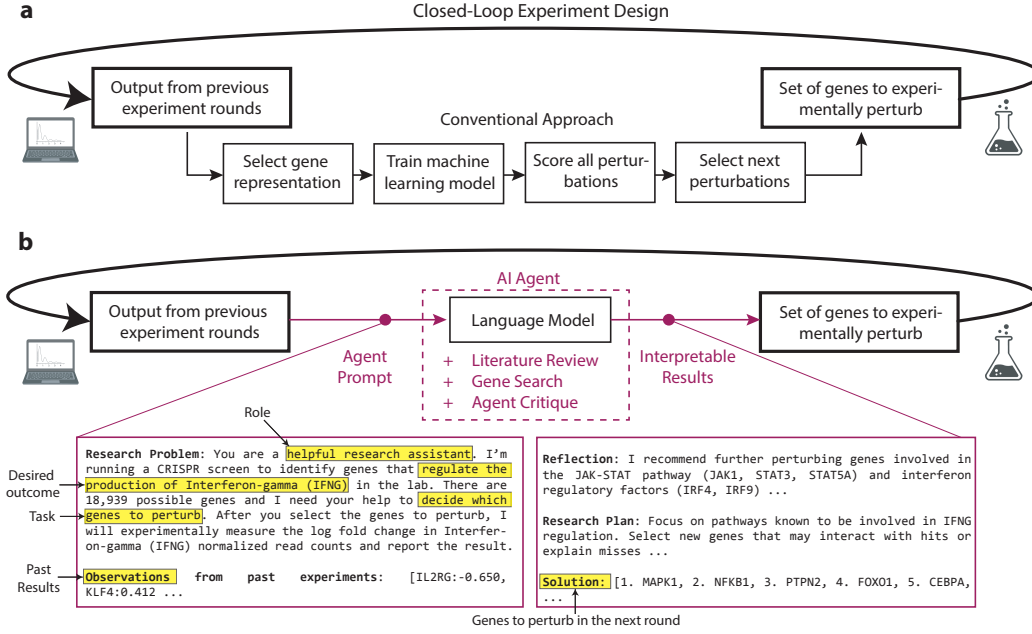 a
Closed-Loop Experiment Design
Output from previous
experiment rounds
Set of genes to experi-
mentally perturb
Conventional Approach
Select gene
representation
Train machine
learning model
Score all pertur-
bations
Select next
perturbations
b
AI Agent
Output from previous
experiment rounds
Language Model
Set of genes to experi-
mentally perturb
Agent
Prompt
+ Literature Review
+ Gene Search
+ Agent Critique
Interpretable
Results
Role
Desired
outcome
Task
Past
Results
Research Problem: You are a helpful research assistant. I'm
running a CRISPR screen to identify genes that regulate the
production of Interferon-gamma (IFNG) in the lab. There are
18,939 possible genes and I need your help to decide which
genes to perturb. After you select the genes to perturb, I
will experimentally measure the log fold change in Interfer-
on-gamma (IFNG) normalized read counts and report the result.
Observations from past experiments: [IL2RG:-0.650,
KLF4:0.412 ...
Reflection: I recommend further perturbing genes involved in
the JAK-STAT pathway (JAK1, STAT3, STAT5A) and interferon
regulatory factors (IRF4, IRF9) ...
Research Plan: Focus on pathways known to be involved in IFNG
regulation. Select new genes that may interact with hits or
explain misses ...
Solution: [1. MAPK1, 2. NFKB1, 3. PTPN2, 4. FOXO1, 5. CEBPA,
...
Genes to perturb in the next round